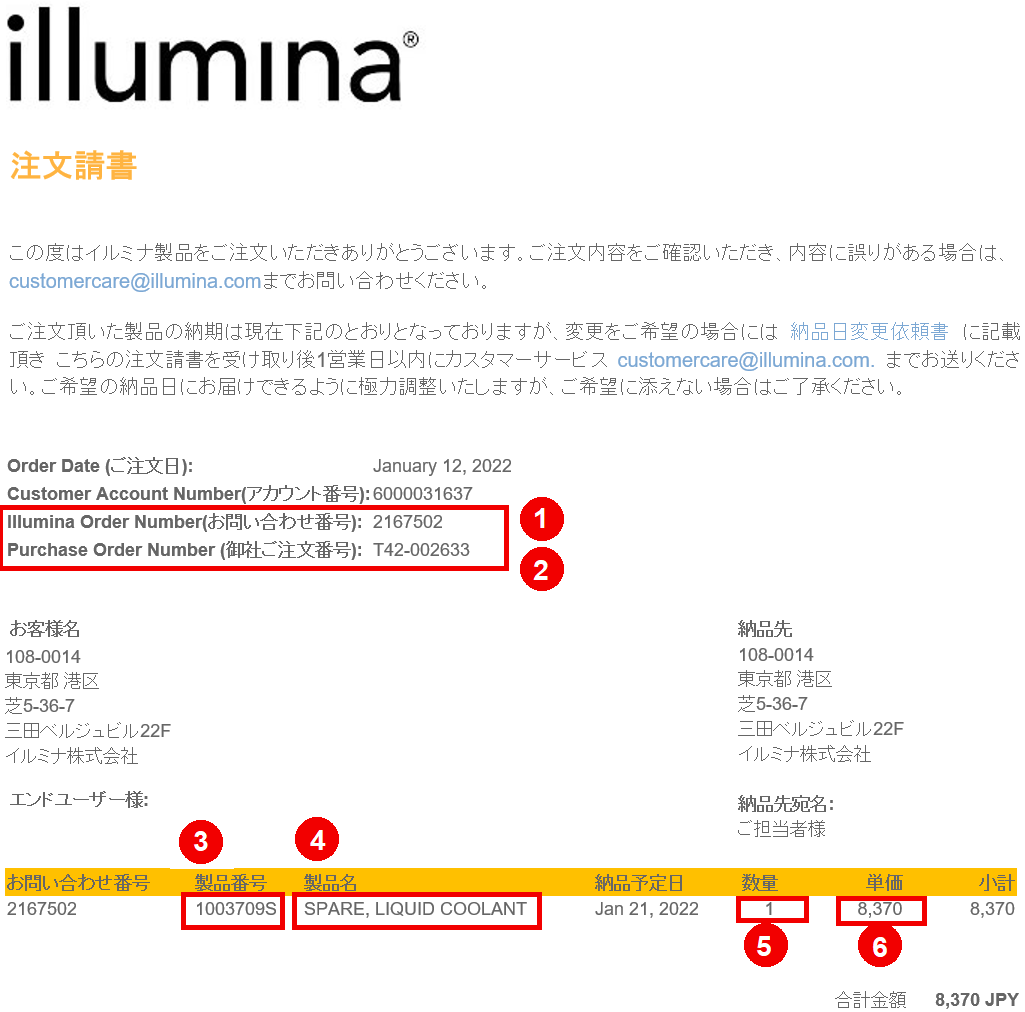 illumina®
注文請書
この度はイルミナ製品をご注文いただきありがとうございます。ご注文内容をご確認いただき、内容に誤りがある場合は、
customercare@illumina.comまでお問い合わせください。
ご注文頂いた製品の納期は現在下記のとおりとなっておりますが、変更をご希望の場合には 納品日変更依頼書 に記載
頂き こちらの注文請書を受け取り後1営業日以内にカスタマーサービス customercare@illumina.com. までお送りくださ
い。ご希望の納品日にお届けできるように極力調整いたしますが、ご希望に添えない場合はご了承ください。
Order Date (ご注文日): January 12, 2022
Customer Account Number(アカウント番号): 6000031637
Illumina Order Number(お問い合わせ番号): 2167502 1
Purchase Order Number (御社ご注文番号): T42-002633 2
お客様名
108-0014
東京都 港区
芝5-36-7
三田ベルジュビル22F
イルミナ株式会社
エンドユーザー様:
納品先
108-0014
東京都 港区
芝5-36-7
三田ベルジュビル22F
イルミナ株式会社
納品先宛名:
ご担当者様
3 4
お問い合わせ番号 製品番号 製品名 納品予定日 数量 単価 小計
2167502 1003709S SPARE, LIQUID COOLANT Jan 21, 2022 1 8,370 8,370
5 6
合計金額 8,370 JPY